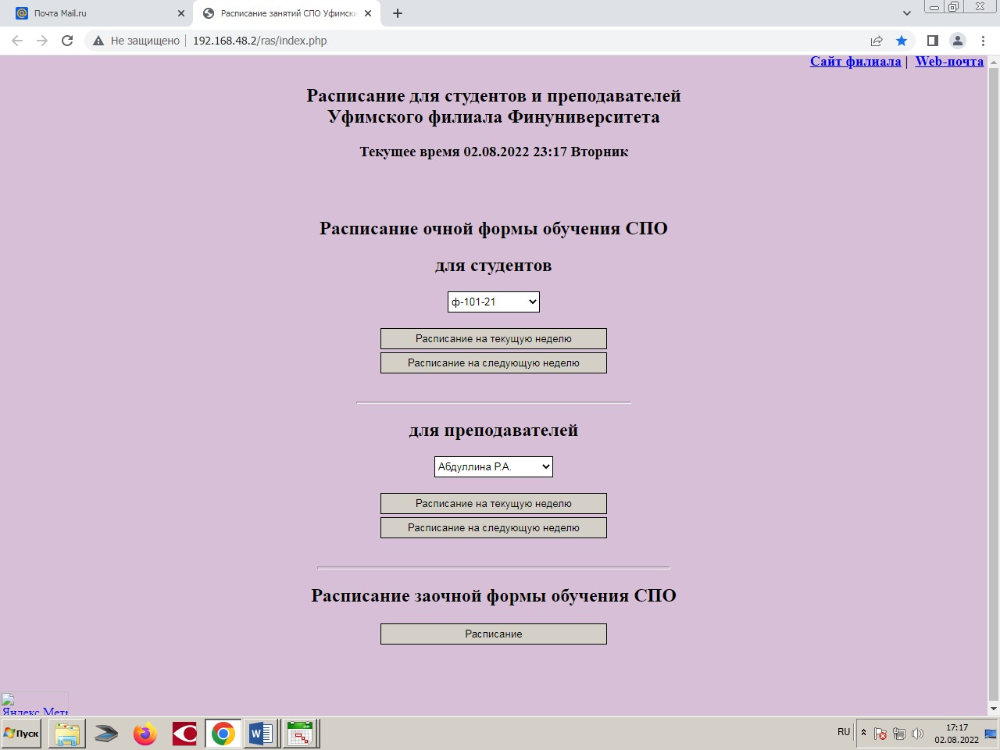 Почта Mail.ru
Расписание занятий СПО Уфимски
Не защищено
192.168.48.2/ras/index.php
Сайт филиала | Web-почта
Расписание для студентов и преподавателей
Уфимского филиала Финуниверситета
Текущее время 02.08.2022 23:17 Вторник
Расписание очной формы обучения СПО
для студентов
ф-101-21
Расписание на текущую неделю
Расписание на следующую неделю
для преподавателей
Абдуллина Р.А.
Расписание на текущую неделю
Расписание на следующую неделю
Расписание заочной формы обучения СПО
Расписание
Яндекс.Метр
Пуск
RU
17:17
02.08.2022